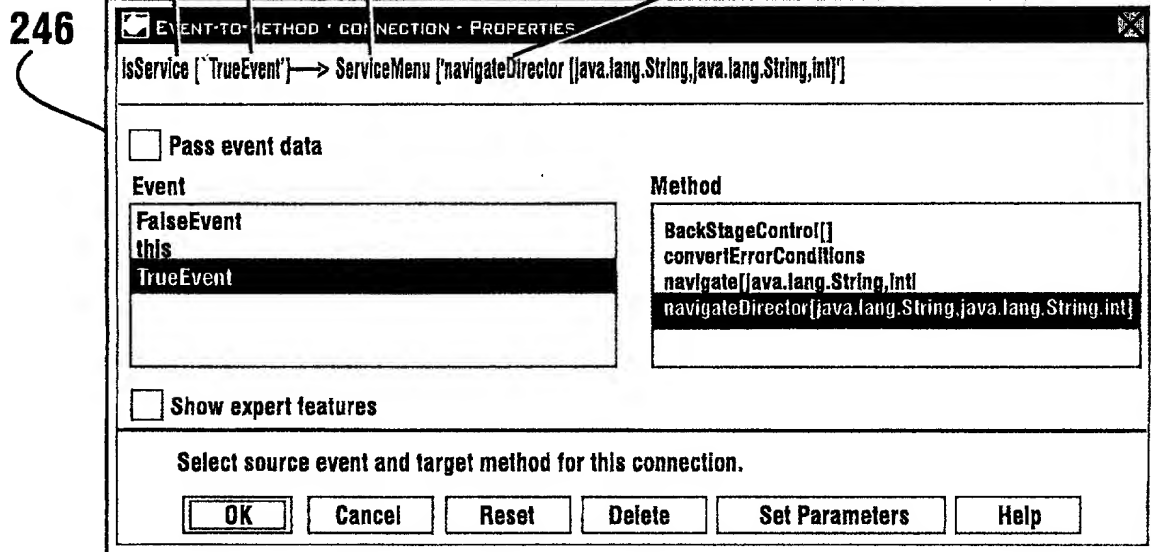 246
EVENT-TO-METHOD · CONNECTION - PROPERTIES
isService [`TrueEvent'}—> ServiceMenu ['navigateDirector [[java.lang.String,java.lang.String,int]']
Pass event data
Event
Method
FalseEvent
this
TrueEvent
BackStageControl[]
convertErrorConditions
navigate[java.lang.String,int]
navigateDirector[java.lang.String,java.lang.String.int]
Show expert features
Select source event and target method for this connection.
OK Cancel Reset Delete Set Parameters Help